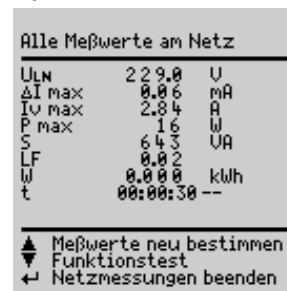 Alle Meßwerte am Netz
ULN 229.0 V
ΔI max 0.06 mA
Iv max 2.84 A
P max 16 W
S 643 VA
LF 0.02
W 0.000 kWh
t 00:00:30 --
▲ Meßwerte neu bestimmen
▼ Funktionstest
↵ Netzmessungen beenden